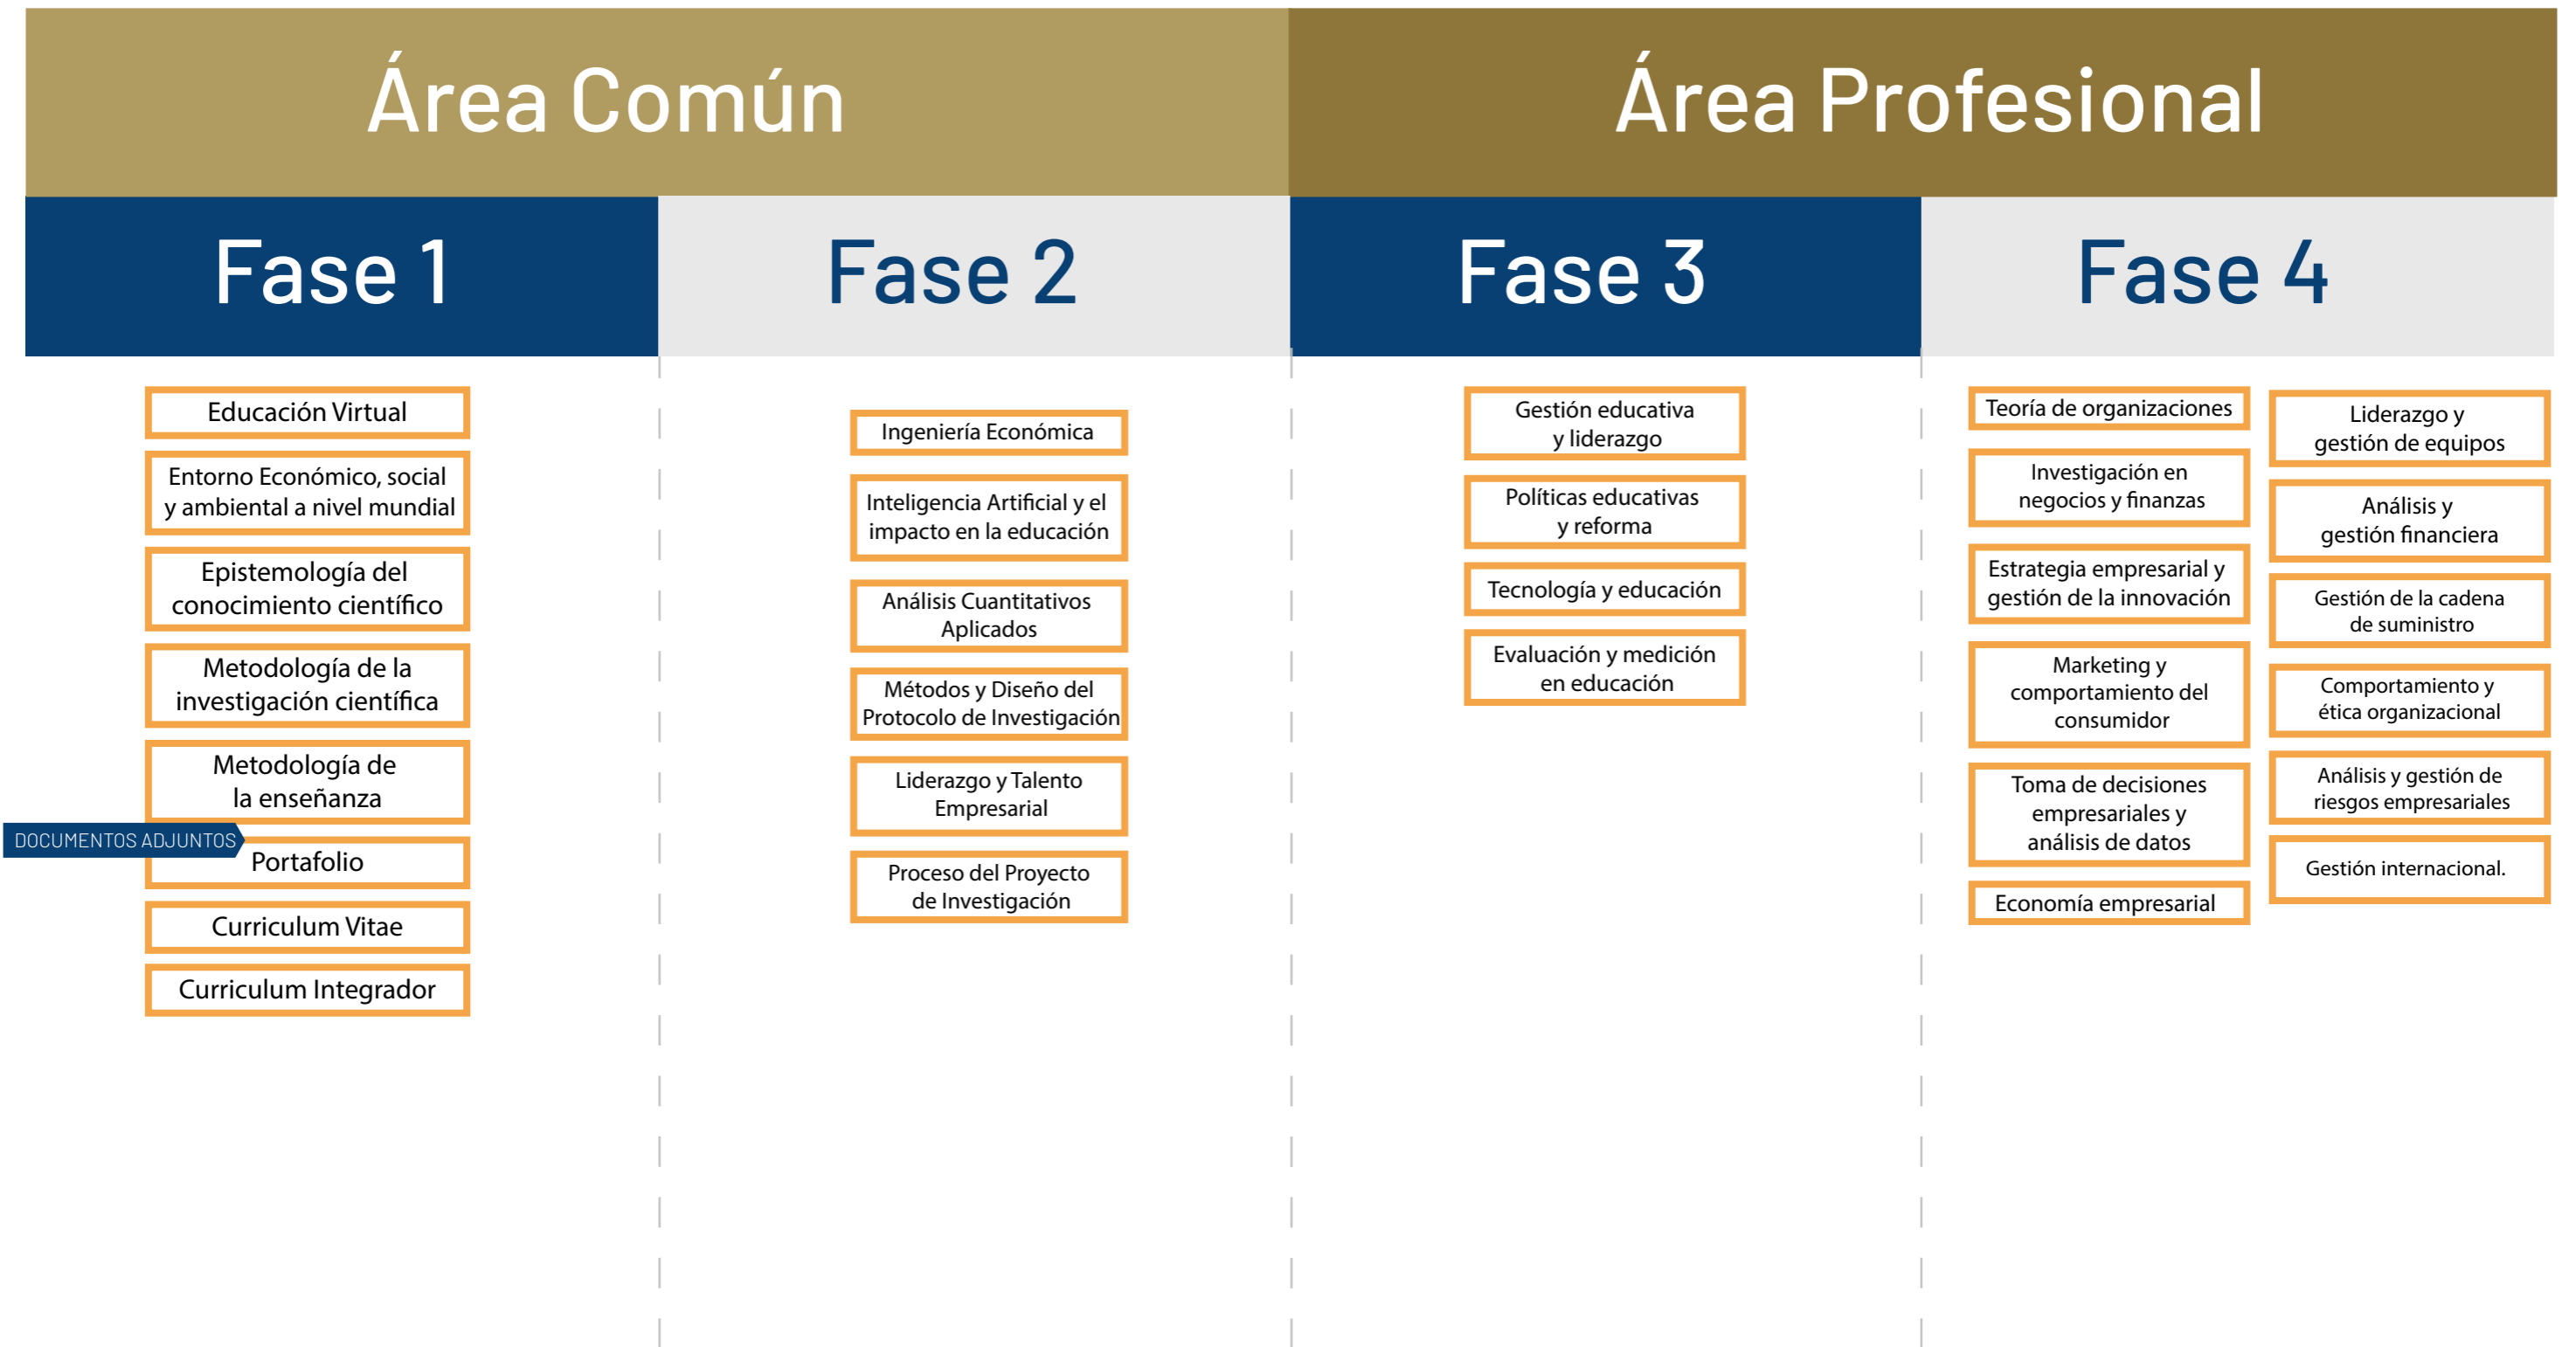 Área Común
Área Profesional
Fase 1
Fase 2
Fase 3
Fase 4
Educación Virtual
Entorno Económico, social
y ambiental a nivel mundial
Epistemología del
conocimiento científico
Metodología de la
investigación científica
Metodología de
la enseñanza
DOCUMENTOS ADJUNTOS
Portafolio
Curriculum Vitae
Curriculum Integrador
Ingeniería Económica
Inteligencia Artificial y el
impacto en la educación
Análisis Cuantitativos
Aplicados
Métodos y Diseño del
Protocolo de Investigación
Liderazgo y Talento
Empresarial
Proceso del Proyecto
de Investigación
Gestión educativa
y liderazgo
Políticas educativas
y reforma
Tecnología y educación
Evaluación y medición
en educación
Teoría de organizaciones
Investigación en
negocios y finanzas
Estrategia empresarial y
gestión de la innovación
Marketing y
comportamiento del
consumidor
Toma de decisiones
empresariales y
análisis de datos
Economía empresarial
Liderazgo y
gestión de equipos
Análisis y
gestión financiera
Gestión de la cadena
de suministro
Comportamiento y
ética organizacional
Análisis y gestión de
riesgos empresariales
Gestión internacional.